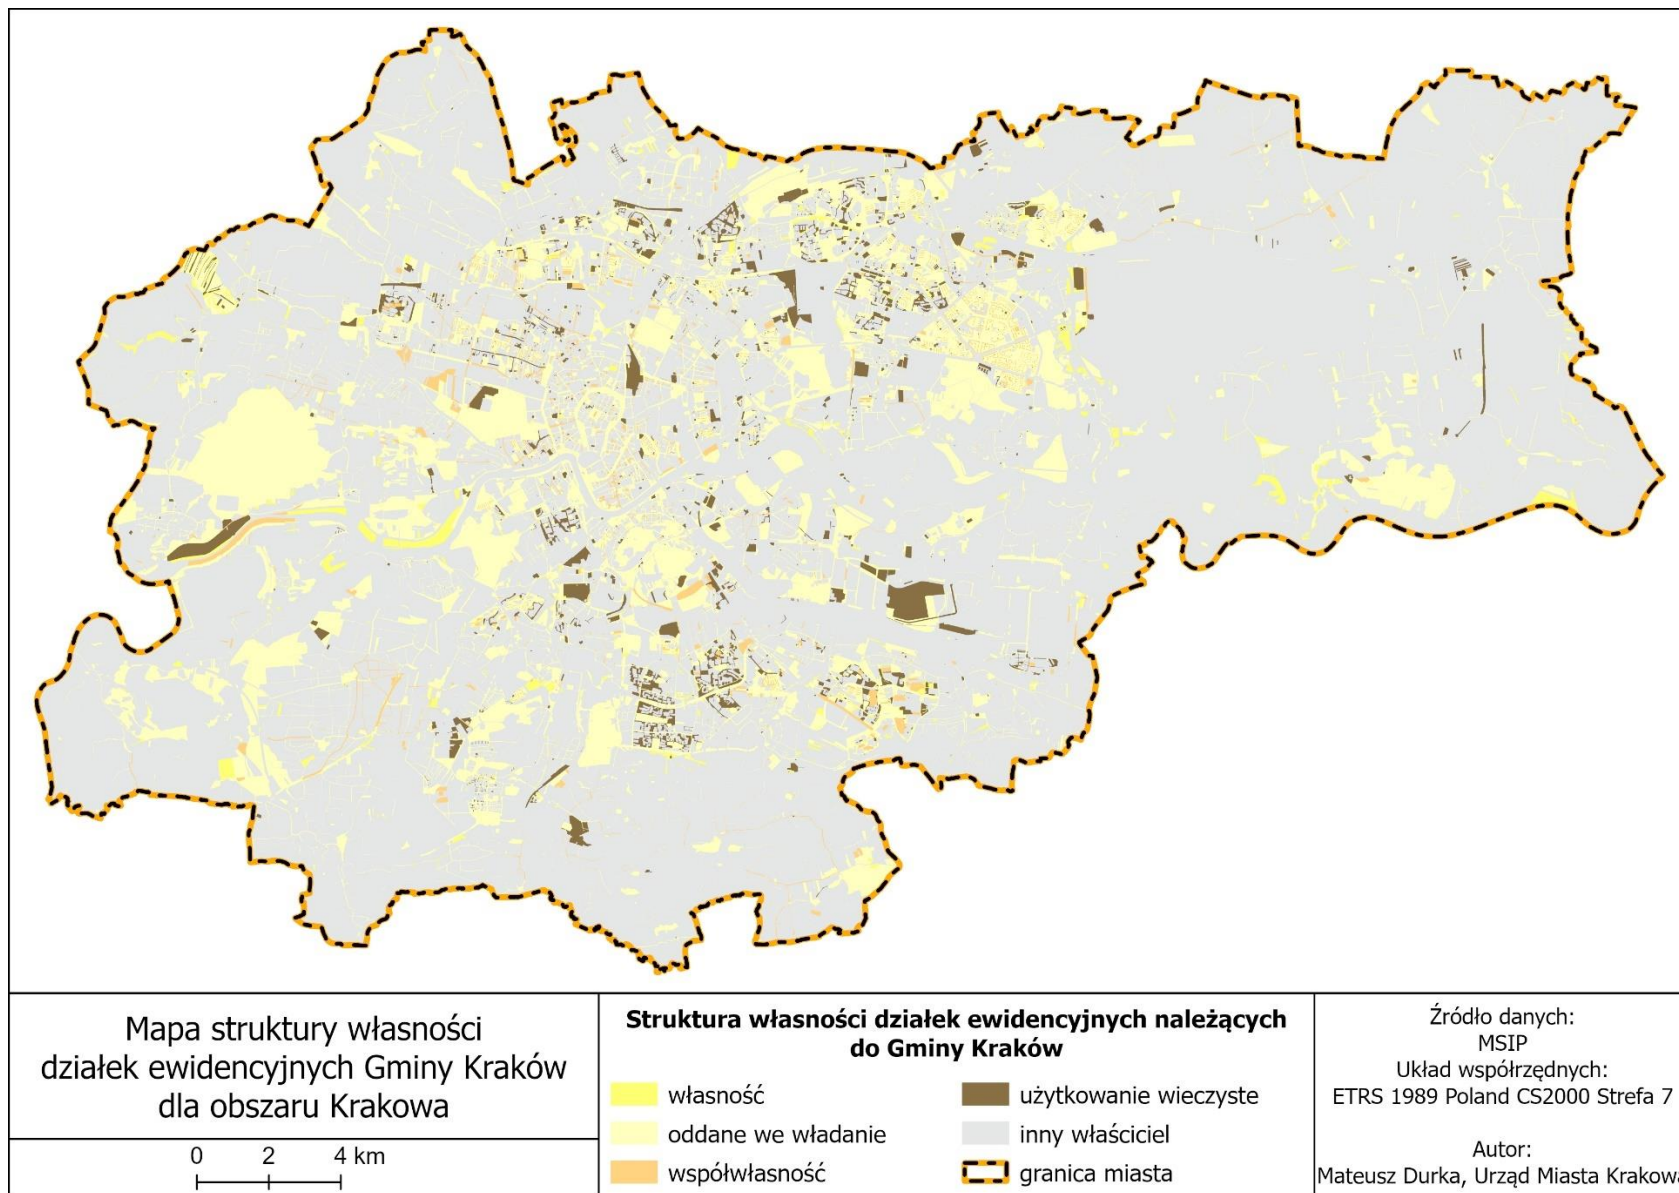 Mapa struktury własności
działek ewidencyjnych Gminy Kraków
dla obszaru Krakowa
0 2 4 km
Struktura własności działek ewidencyjnych należących
do Gminy Kraków
własność
oddane we władanie
współwłasność
użytkowanie wieczyste
inny właściciel
granica miasta
Źródło danych:
MSIP
Układ współrzędnych:
ETRS 1989 Poland CS2000 Strefa 7
Autor:
Mateusz Durka, Urząd Miasta Krakow